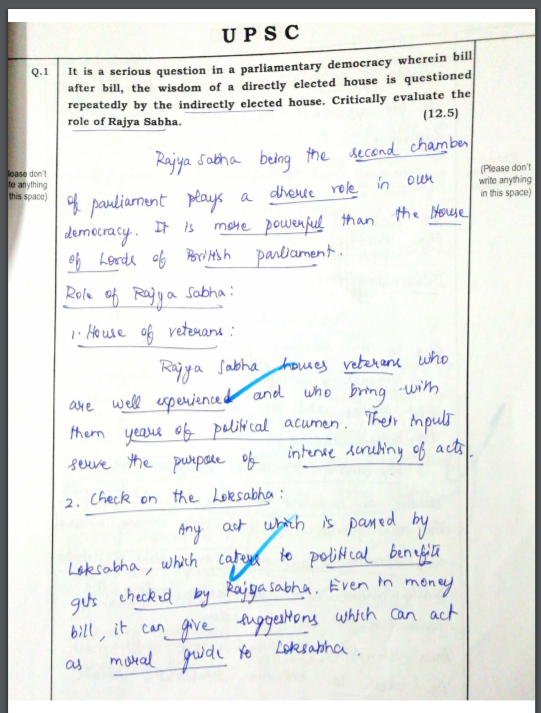 UPSC
Q.1 It is a serious question in a parliamentary democracy wherein bill
after bill, the wisdom of a directly elected house is questioned
repeatedly by the indirectly elected house. Critically evaluate the
role of Rajya Sabha. (12.5)
lease don't
te anything
this space)
(Please don't
write anything
in this space)
Rajya Sabha being the second chamber
of parliament plays a diverse role in our
democracy. It is more powerful than the House
of Lords of British parliament.
Role of Rajya Sabha:
1. House of veterans:
Rajya Sabha houses veterans who
are well experienced and who bring with
them years of political acumen. Their inputs
serve the purpose of intense scrutiny of acts.
2. Check on the Loksabha:
Any act which is passed by
Loksabha, which caters to political benefits
gets checked by Rajyasabha. Even in money
bill, it can give suggestions which can act
as moral guide to Loksabha.